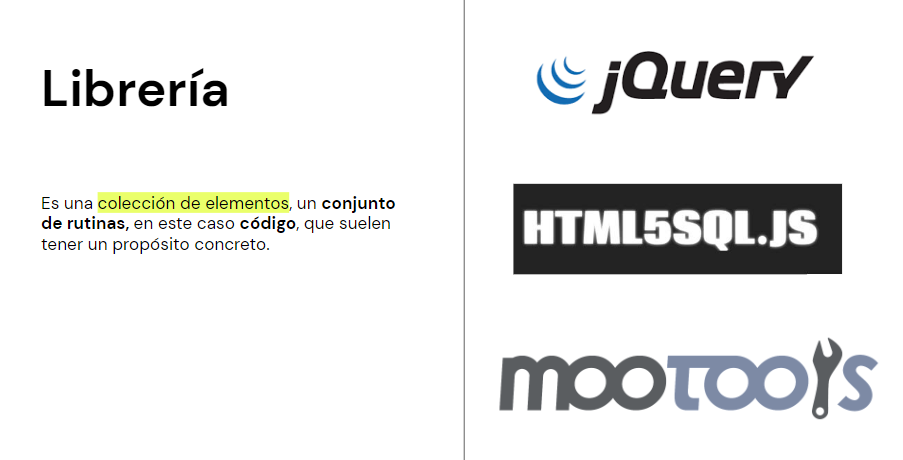 Librería
Es una colección de elementos, un conjunto
de rutinas, en este caso código, que suelen
tener un propósito concreto.
jQuery
HTML5SQL.JS
mootools